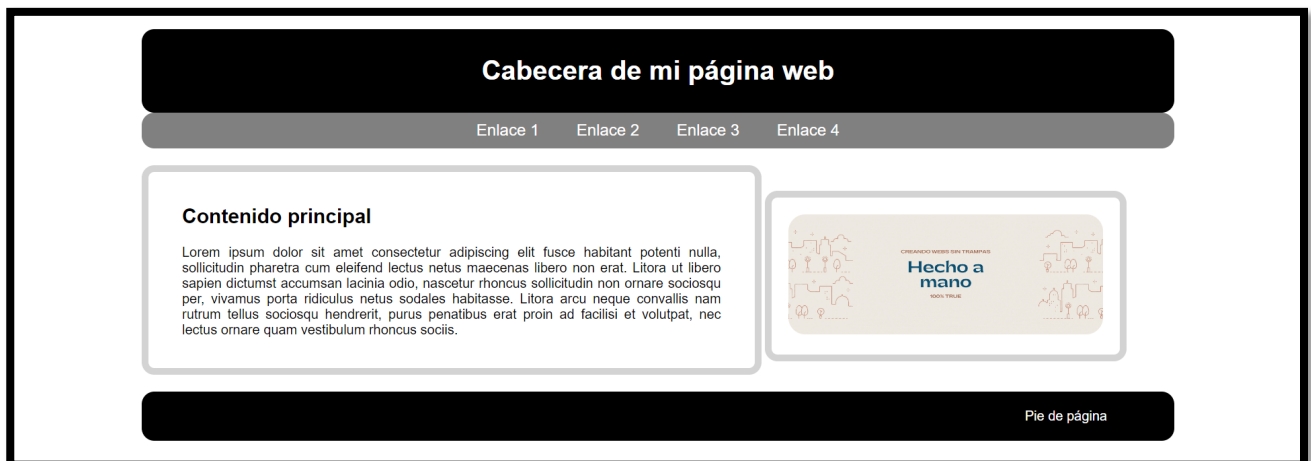 Cabecera de mi página web
Enlace 1 Enlace 2 Enlace 3 Enlace 4
Contenido principal
Lorem ipsum dolor sit amet consectetur adipiscing elit fusce habitant potenti nulla,
sollicitudin pharetra cum eleifend lectus netus maecenas libero non erat. Litora ut libero
sapien dictumst accumsan lacinia odio, nascetur rhoncus sollicitudin non ornare sociosqu
per, vivamus porta ridiculus netus sodales habitasse. Litora arcu neque convallis nam
rutrum tellus sociosqu hendrerit, purus penatibus erat proin ad facilisi et volutpat, nec
lectus ornare quam vestibulum rhoncus sociis.
CREANDO WEBS SIN TRAMPAS
Hecho a
mano
100% TRUE
Pie de página